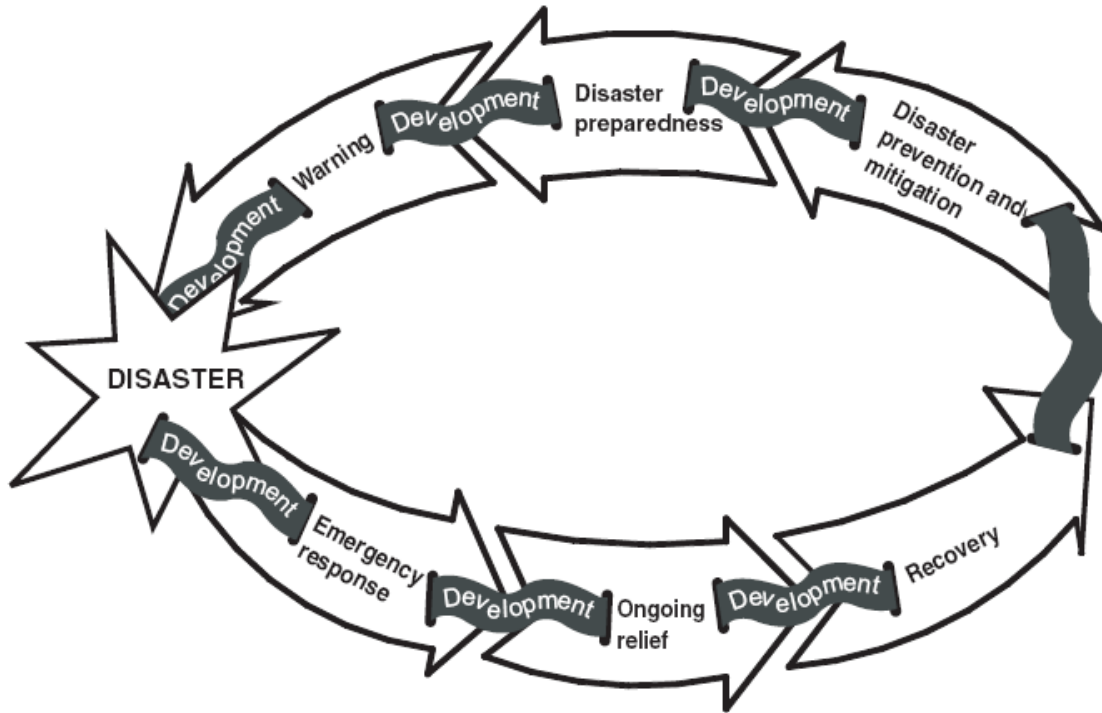 Development
Disaster
preparedness
Development
Disaster
prevention and
mitigation
Warning
Development
DISASTER
Development
Emergency
response
Development
Ongoing
relief
Development
Recovery